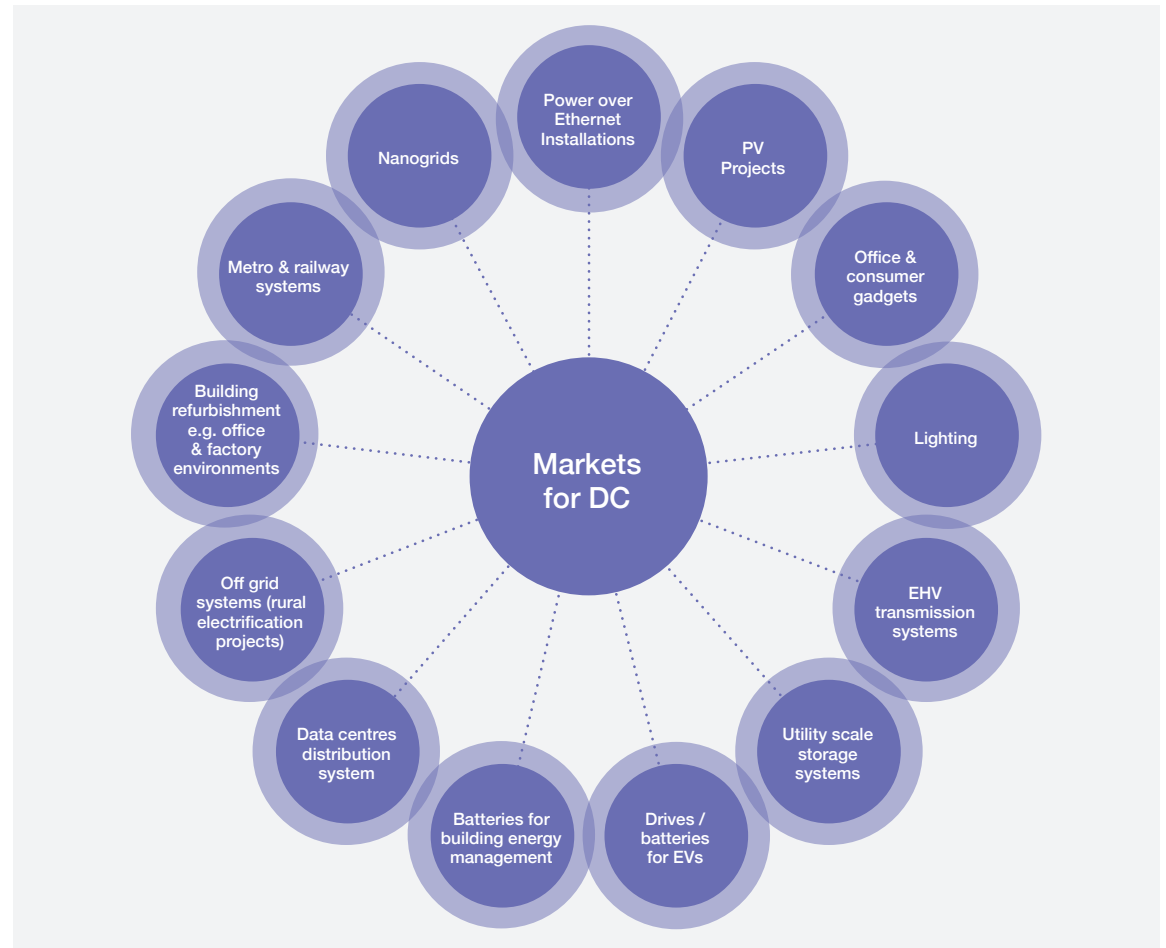 Power over
Ethernet
Installations
PV
Projects
Office &
consumer
gadgets
Lighting
EHV
transmission
systems
Utility scale
storage
systems
Drives /
batteries
for EVs
Batteries for
building energy
management
Data centres
distribution
system
Off grid
systems (rural
electrification
projects)
Building
refurbishment
e.g. office
& factory
environments
Metro & railway
systems
Nanogrids
Markets
for DC